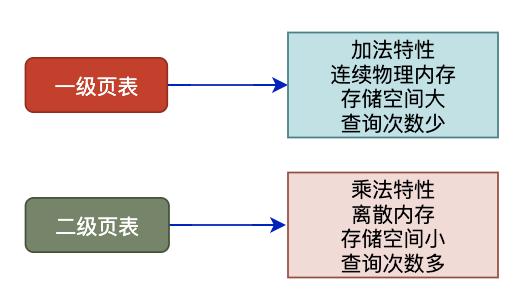 一级页表
加法特性
连续物理内存
存储空间大
查询次数少
二级页表
乘法特性
离散内存
存储空间小
查询次数多